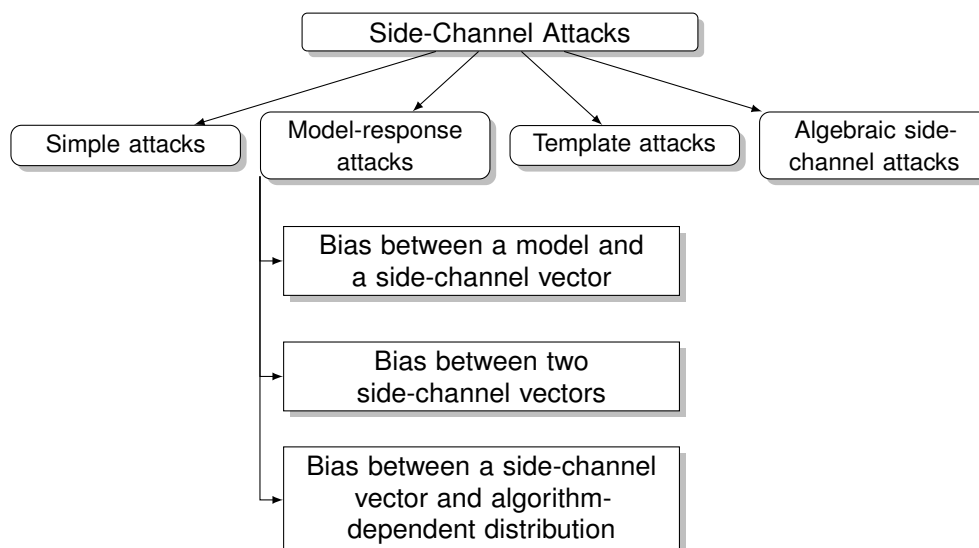 Side-Channel Attacks
Simple attacks
Model-response
attacks
Template attacks
Algebraic side-
channel attacks
Bias between a model and
a side-channel vector
Bias between two
side-channel vectors
Bias between a side-channel
vector and algorithm-
dependent distribution